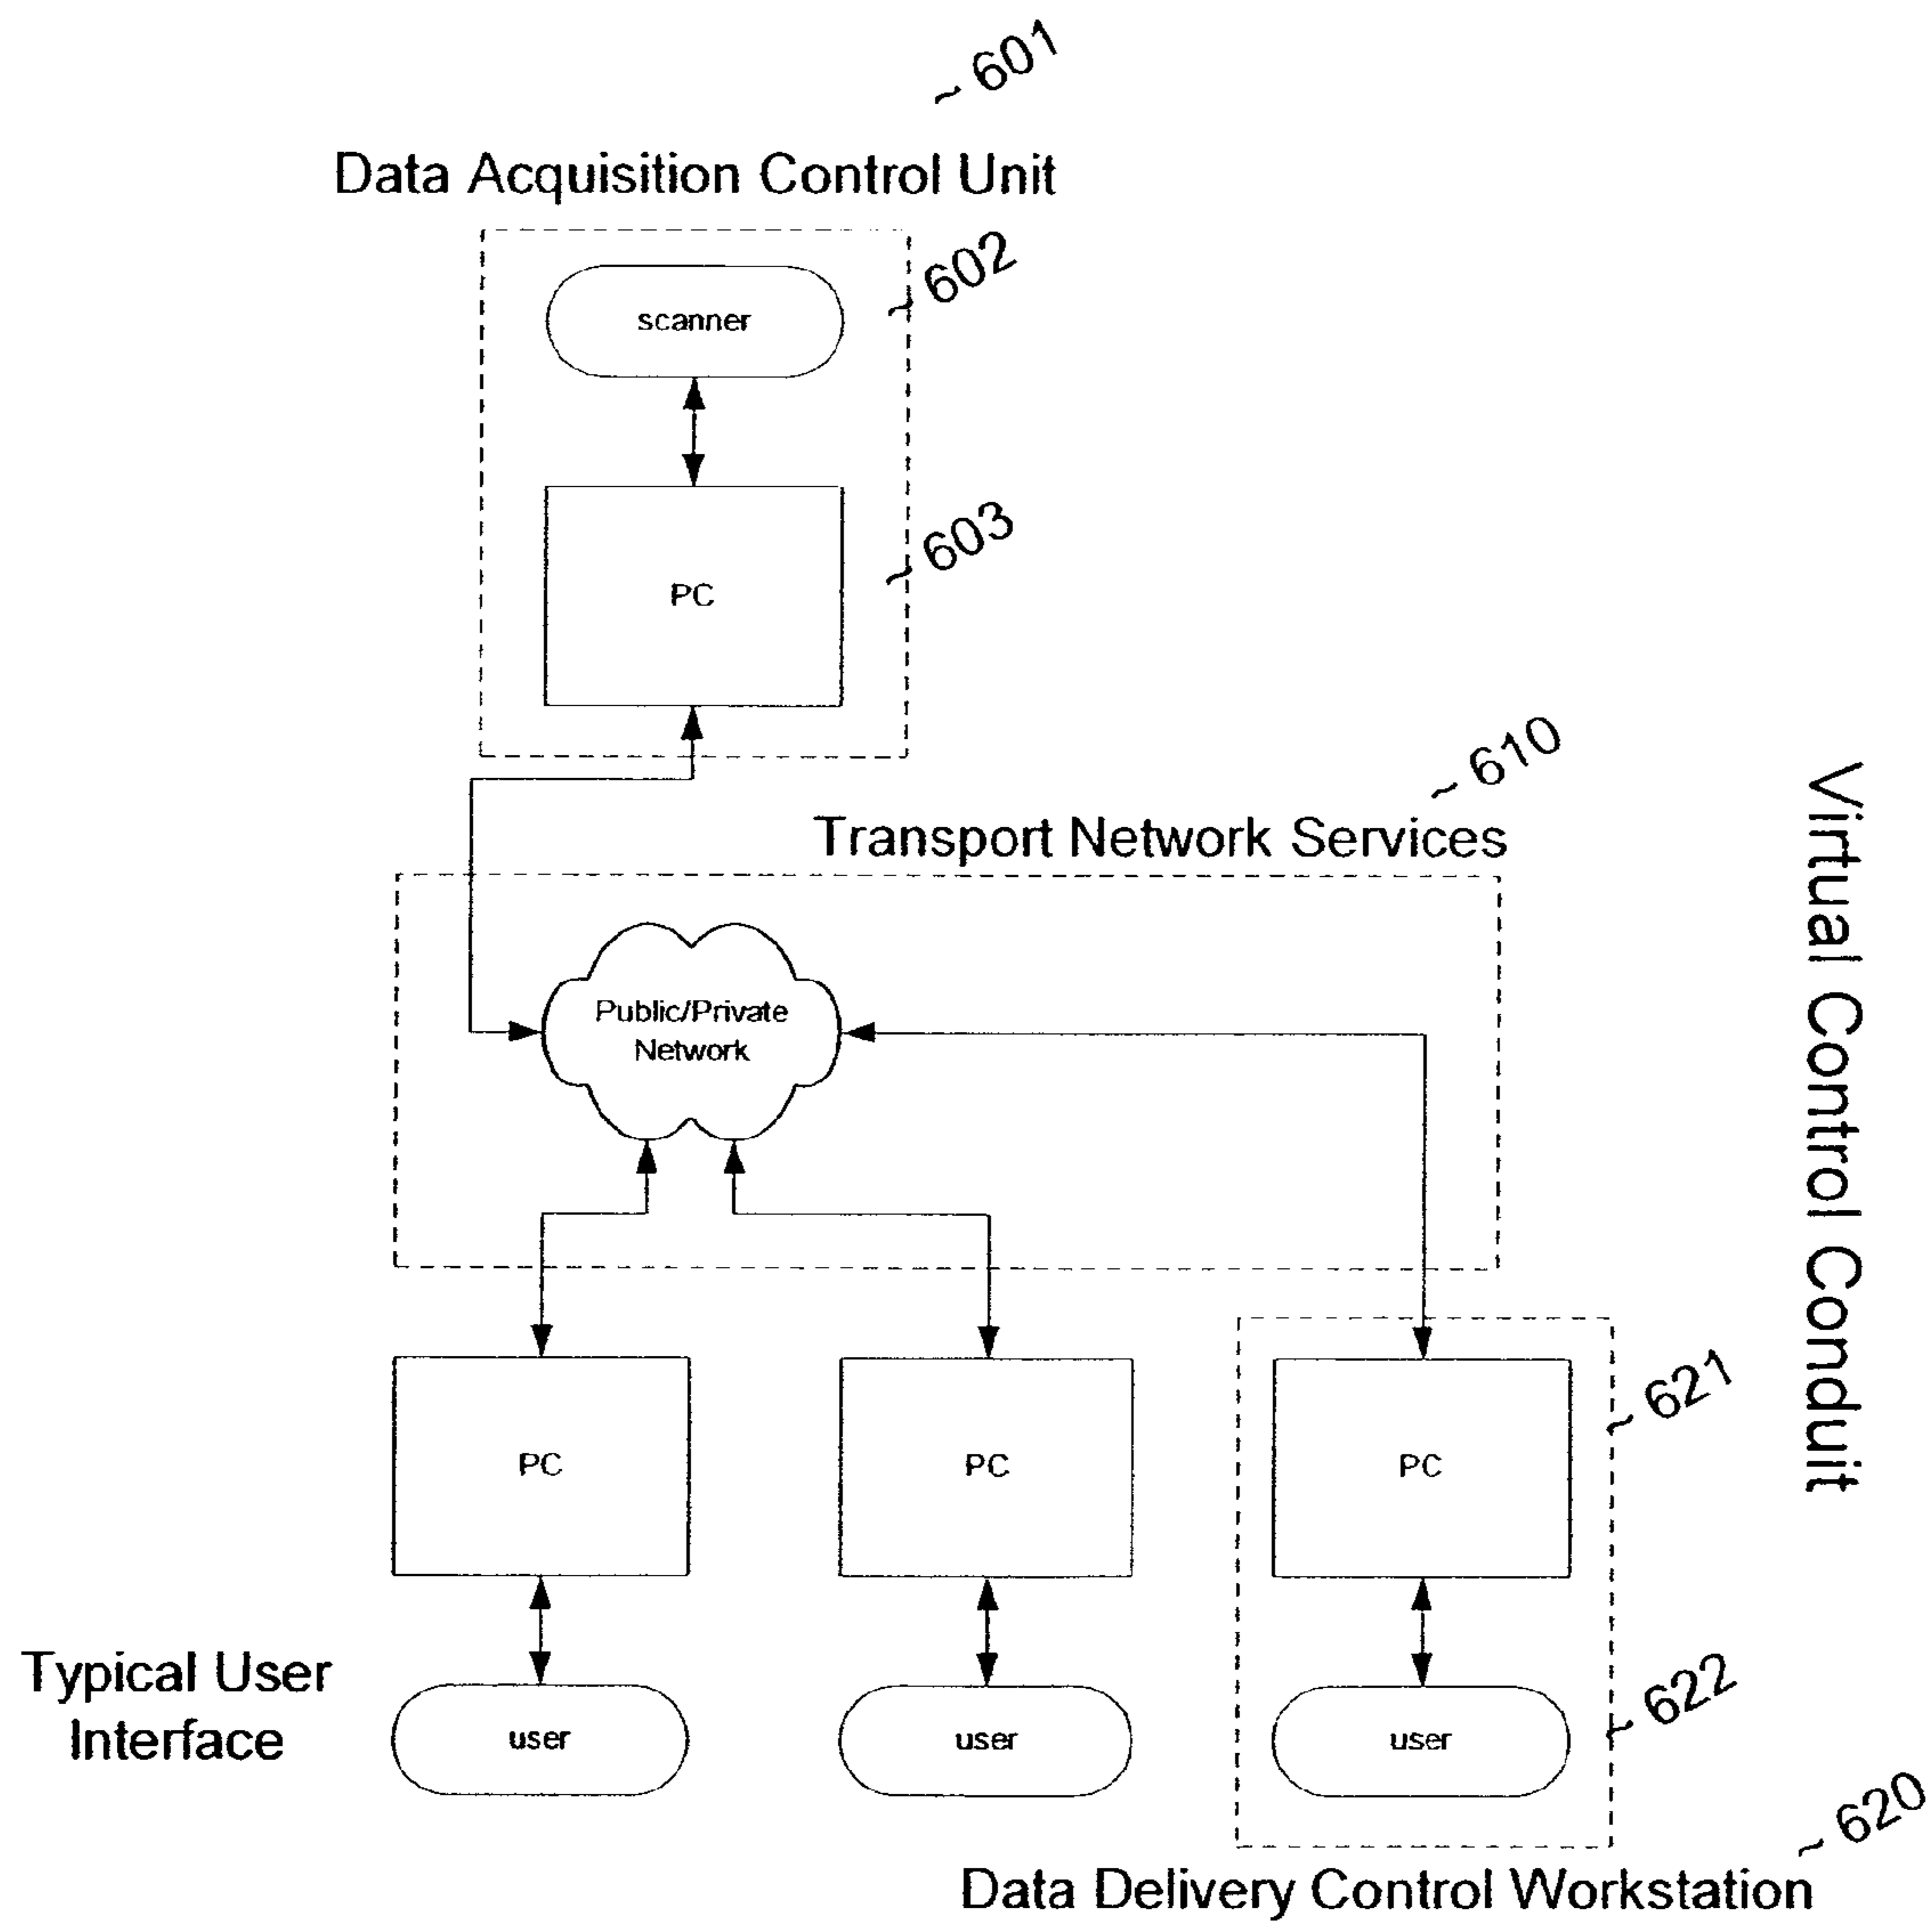 ~ 601
Data Acquisition Control Unit
~ 602
scanner
~ 603
PC
~ 610
Transport Network Services
Virtual Control Conduit
Public/Private
Network
~ 621
PC
PC
PC
~ 622
Typical User
Interface
user
user
user
~ 620
Data Delivery Control Workstation